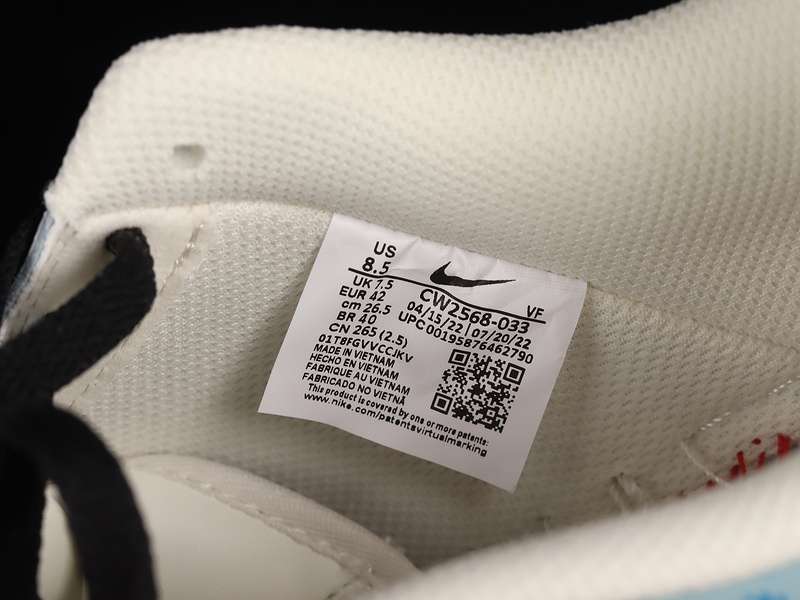 US
8.5
UK 7.5
EUR 42
cm 26.5
BR 40
CN 265 (2.5)
01T8FGVVCCJKV
MADE IN VIETNAM
HECHO EN VIETNAM
FABRIQUE AU VIETNAM
FABRICADO NO VIETNÃ
This product is covered by one or more patents:
www.nike.com/patentsvirtualmarking
VF
CW2568-033
04/15/22 | 07/20/22
UPC 00195876462790